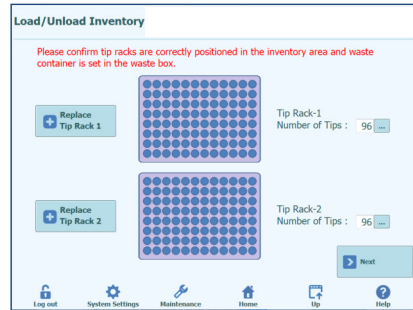 Load/Unload Inventory
Please confirm tip racks are correctly positioned in the inventory area and waste
container is set in the waste box.
Replace
Tip Rack 1
Tip Rack-1
Number of Tips : 96 ...
Replace
Tip Rack 2
Tip Rack-2
Number of Tips : 96 ...
Next
Log out System Settings Maintenance Home Up Help